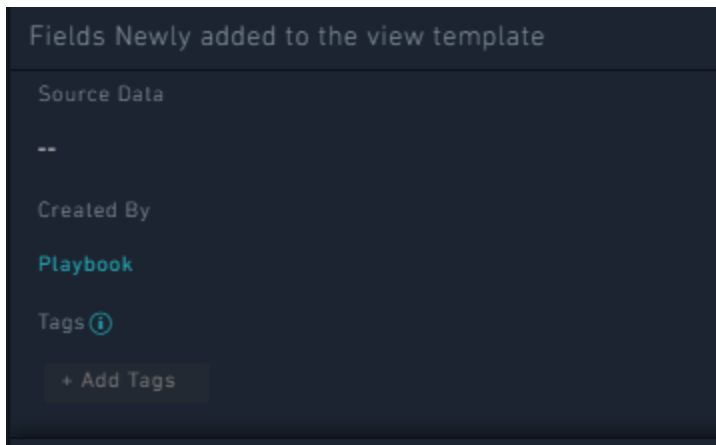 Fields Newly added to the view template
Source Data
--
Created By
Playbook
Tags
+ Add Tags